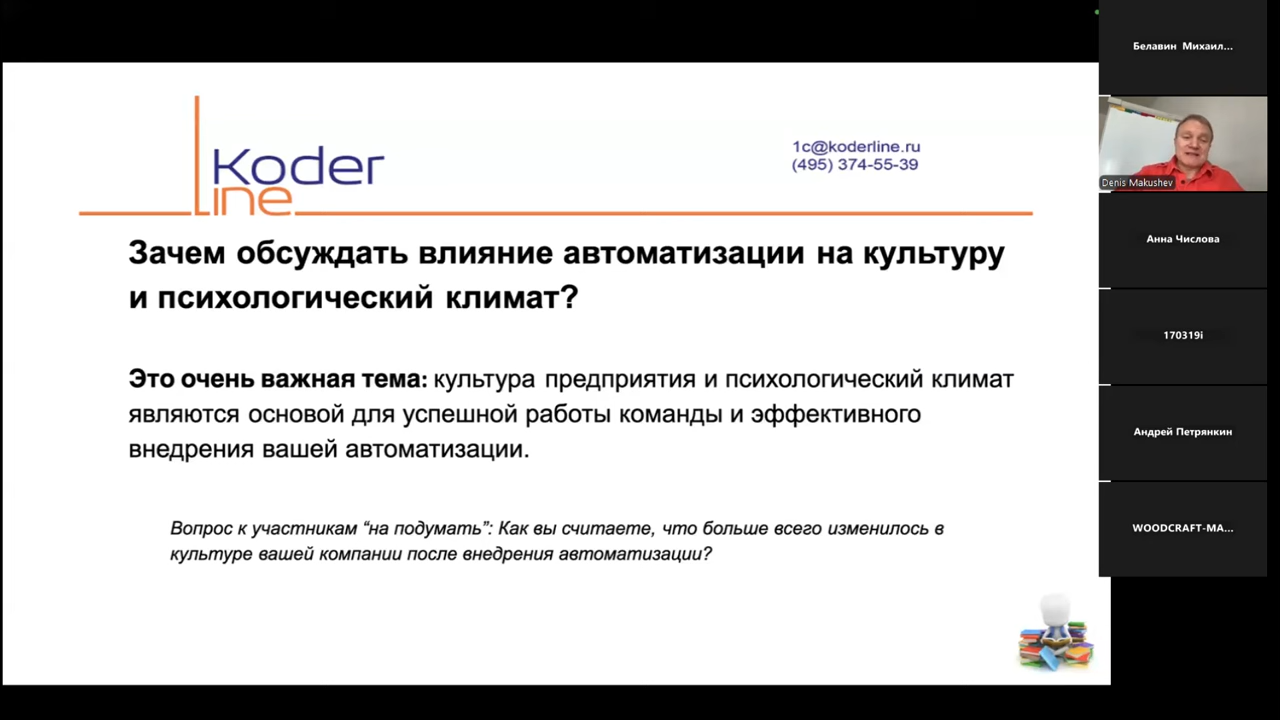 Koder
Line
1c@koderline.ru
(495) 374-55-39
Зачем обсуждать влияние автоматизации на культуру
и психологический климат?
Это очень важная тема: культура предприятия и психологический климат
являются основой для успешной работы команды и эффективного
внедрения вашей автоматизации.
Вопрос к участникам “на подумать”: Как вы считаете, что больше всего изменилось в
культуре вашей компании после внедрения автоматизации?
Белавин Михаил...
Denis Makushev
Анна Числова
170319i
Андрей Петрянкин
WOODCRAFT-MA...